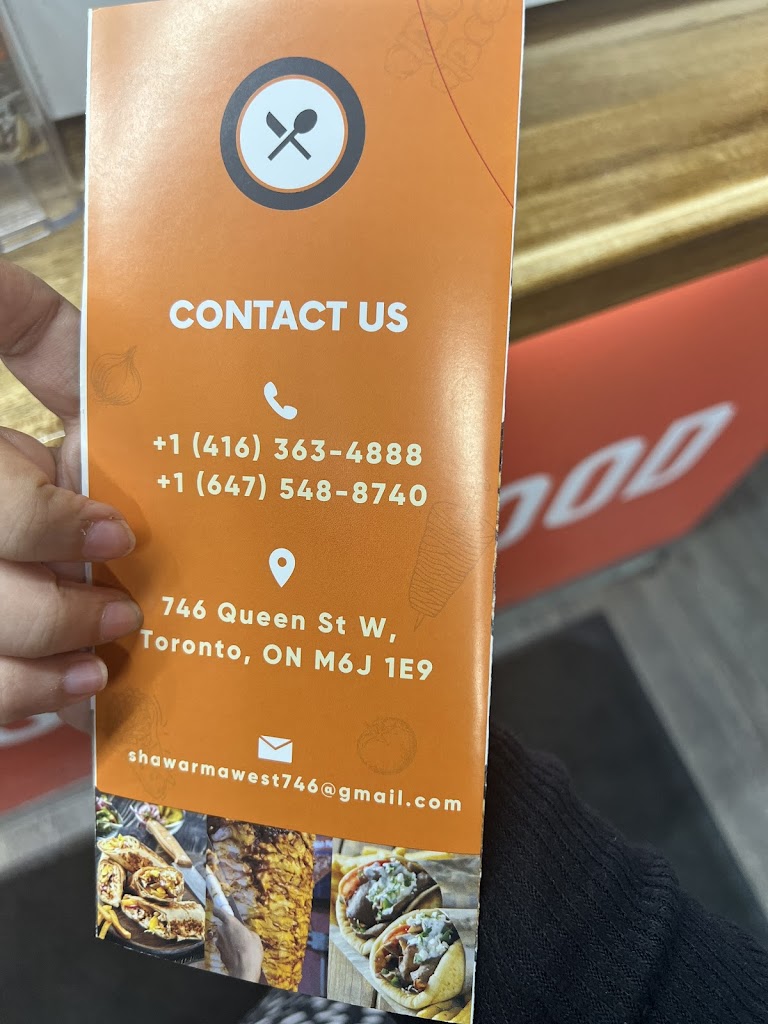 CONTACT US
+1 (416) 363-4888
+1 (647) 548-8740
746 Queen St W,
Toronto, ON M6J 1E9
shawarmawest746@gmail.com
OOD